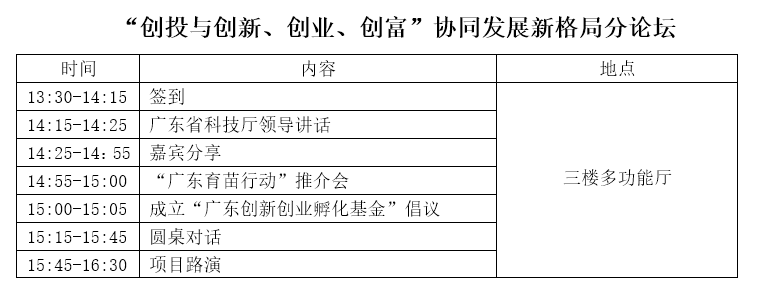 “创投与创新、创业、创富”协同发展新格局分论坛
时间 内容 地点
13:30-14:15 签到
14:15-14:25 广东省科技厅领导讲话
14:25-14：55 嘉宾分享
14:55-15:00 “广东育苗行动”推介会 三楼多功能厅
15:00-15:05 成立“广东创新创业孵化基金”倡议
15:15-15:45 圆桌对话
15:45-16:30 项目路演